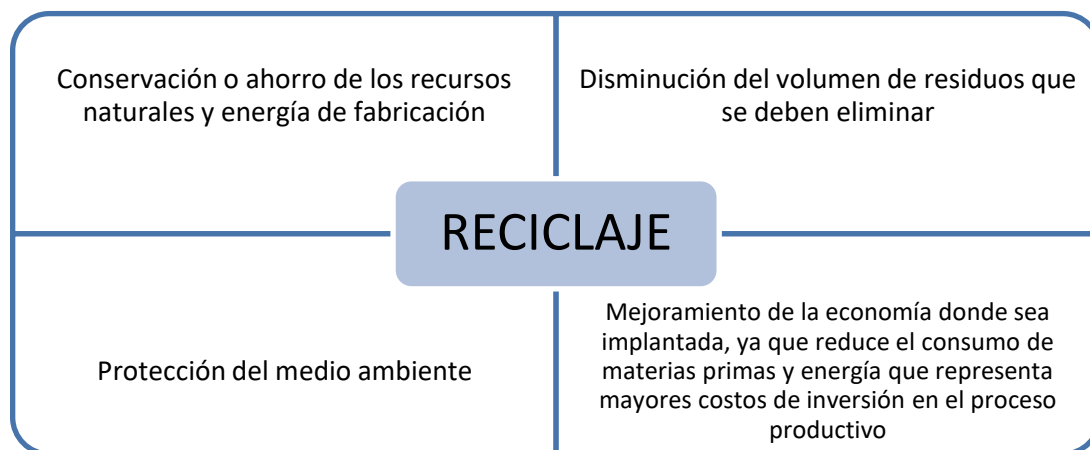 Conservación o ahorro de los recursos
naturales y energía de fabricación
Disminución del volumen de residuos que
se deben eliminar
RECICLAJE
Protección del medio ambiente
Mejoramiento de la economía donde sea
implantada, ya que reduce el consumo de
materias primas y energía que representa
mayores costos de inversión en el proceso
productivo